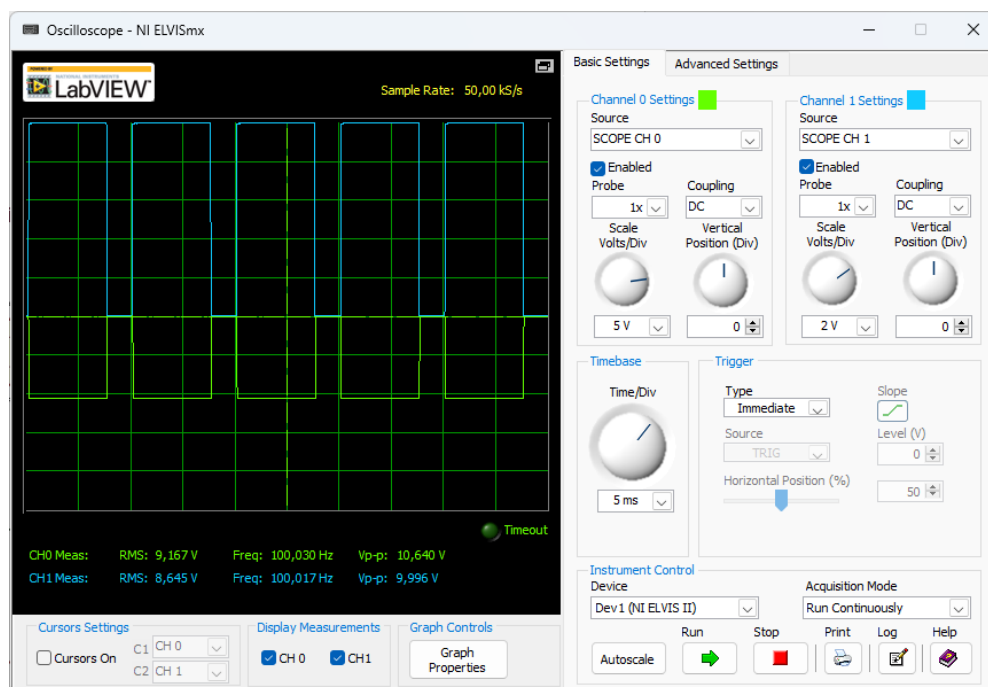 Oscilloscope - NI ELVISmx
POWERED BY
NATIONAL INSTRUMENTS
LabVIEW™
Sample Rate: 50,00 kS/s
Timeout
CH0 Meas: RMS: 9,167 V Freq: 100,030 Hz Vp-p: 10,640 V
CH1 Meas: RMS: 8,645 V Freq: 100,017 Hz Vp-p: 9,996 V
Cursors Settings
Cursors On
C1 CH 0
C2 CH 1
Display Measurements
CH 0 CH1
Graph Controls
Graph
Properties
Basic Settings Advanced Settings
Channel 0 Settings
Source
SCOPE CH 0
Enabled
Probe Coupling
1x DC
Scale Vertical
Volts/Div Position (Div)
5 V 0
Channel 1 Settings
Source
SCOPE CH 1
Enabled
Probe Coupling
1x DC
Scale Vertical
Volts/Div Position (Div)
2 V 0
Timebase
Time/Div
5 ms
Trigger
Type Slope
Immediate
Source Level (V)
TRIG 0
Horizontal Position (%)
50
Instrument Control
Device Acquisition Mode
Dev1 (NI ELVIS II) Run Continuously
Run Stop Print Log Help
Autoscale